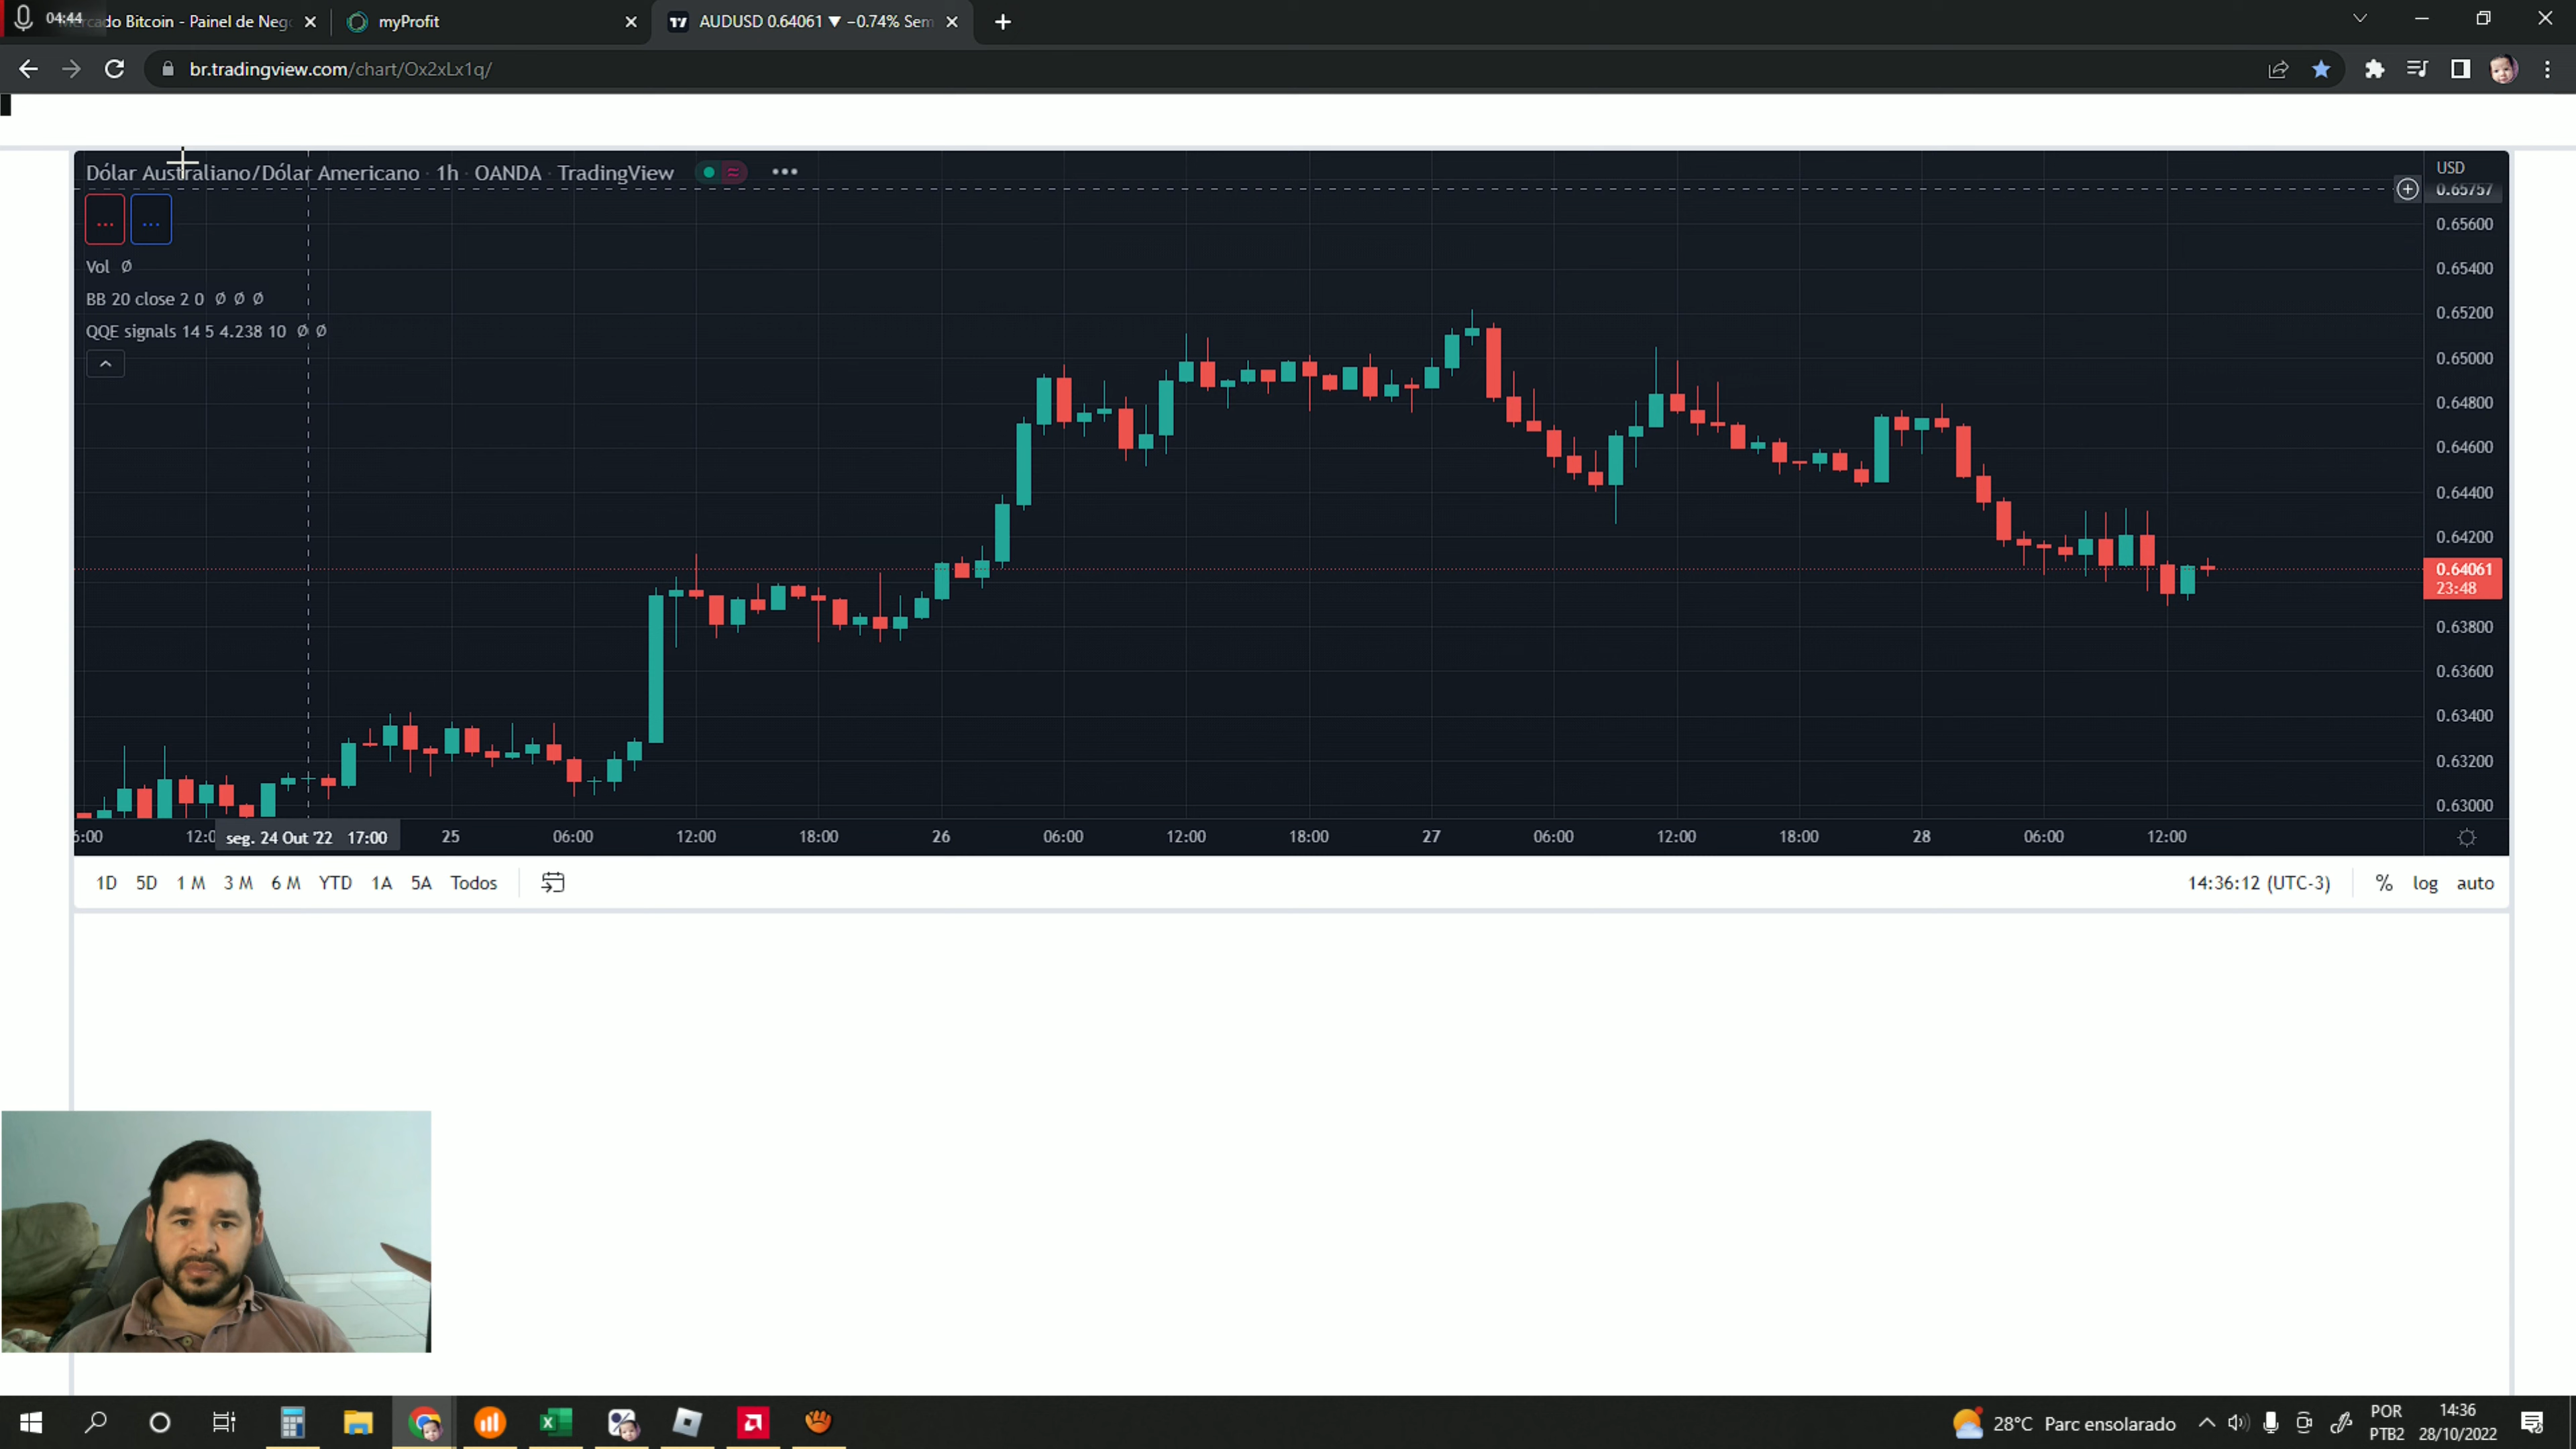 04:44
do Bitcoin - Painel de Neg
myProfit
AUDUSD 0.64061 ▼ −0.74% Sem
br.tradingview.com/chart/Ox2xLx1q/
Dólar Australiano/Dólar Americano · 1h · OANDA · TradingView
USD
0.65757
0.65600
Vol Ø
0.65400
BB 20 close 2 0 Ø Ø Ø
0.65200
QQE signals 14 5 4.238 10 Ø Ø
0.65000
0.64800
0.64600
0.64400
0.64200
0.64061
23:48
0.63800
0.63600
0.63400
0.63200
0.63000
6:00 12:0 seg. 24 Out '22 17:00 25 06:00 12:00 18:00 26 06:00 12:00 18:00 27 06:00 12:00 18:00 28 06:00 12:00
1D 5D 1 M 3 M 6 M YTD 1A 5A Todos
14:36:12 (UTC-3) % log auto
28°C Parc ensolarado
POR
PTB2
14:36
28/10/2022